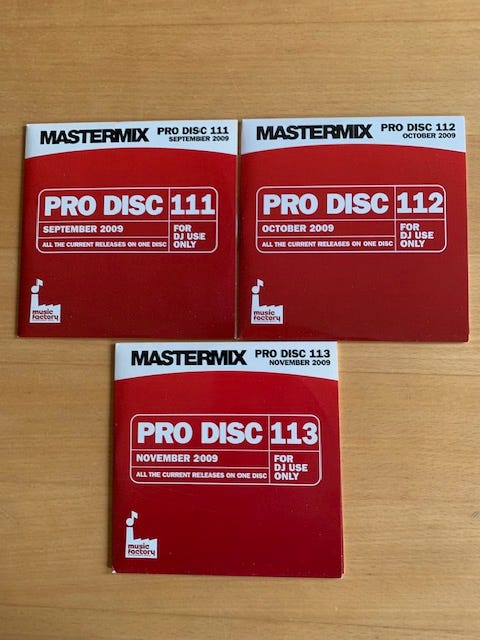 MASTERMIX PRO DISC 111
SEPTEMBER 2009
PRO DISC 111
SEPTEMBER 2009
ALL THE CURRENT RELEASES ON ONE DISC
FOR
DJ USE
ONLY
music
factory
MASTERMIX PRO DISC 112
OCTOBER 2009
PRO DISC 112
OCTOBER 2009
ALL THE CURRENT RELEASES ON ONE DISC
FOR
DJ USE
ONLY
music
factory
MASTERMIX PRO DISC 113
NOVEMBER 2009
PRO DISC 113
NOVEMBER 2009
ALL THE CURRENT RELEASES ON ONE DISC
FOR
DJ USE
ONLY
music
factory